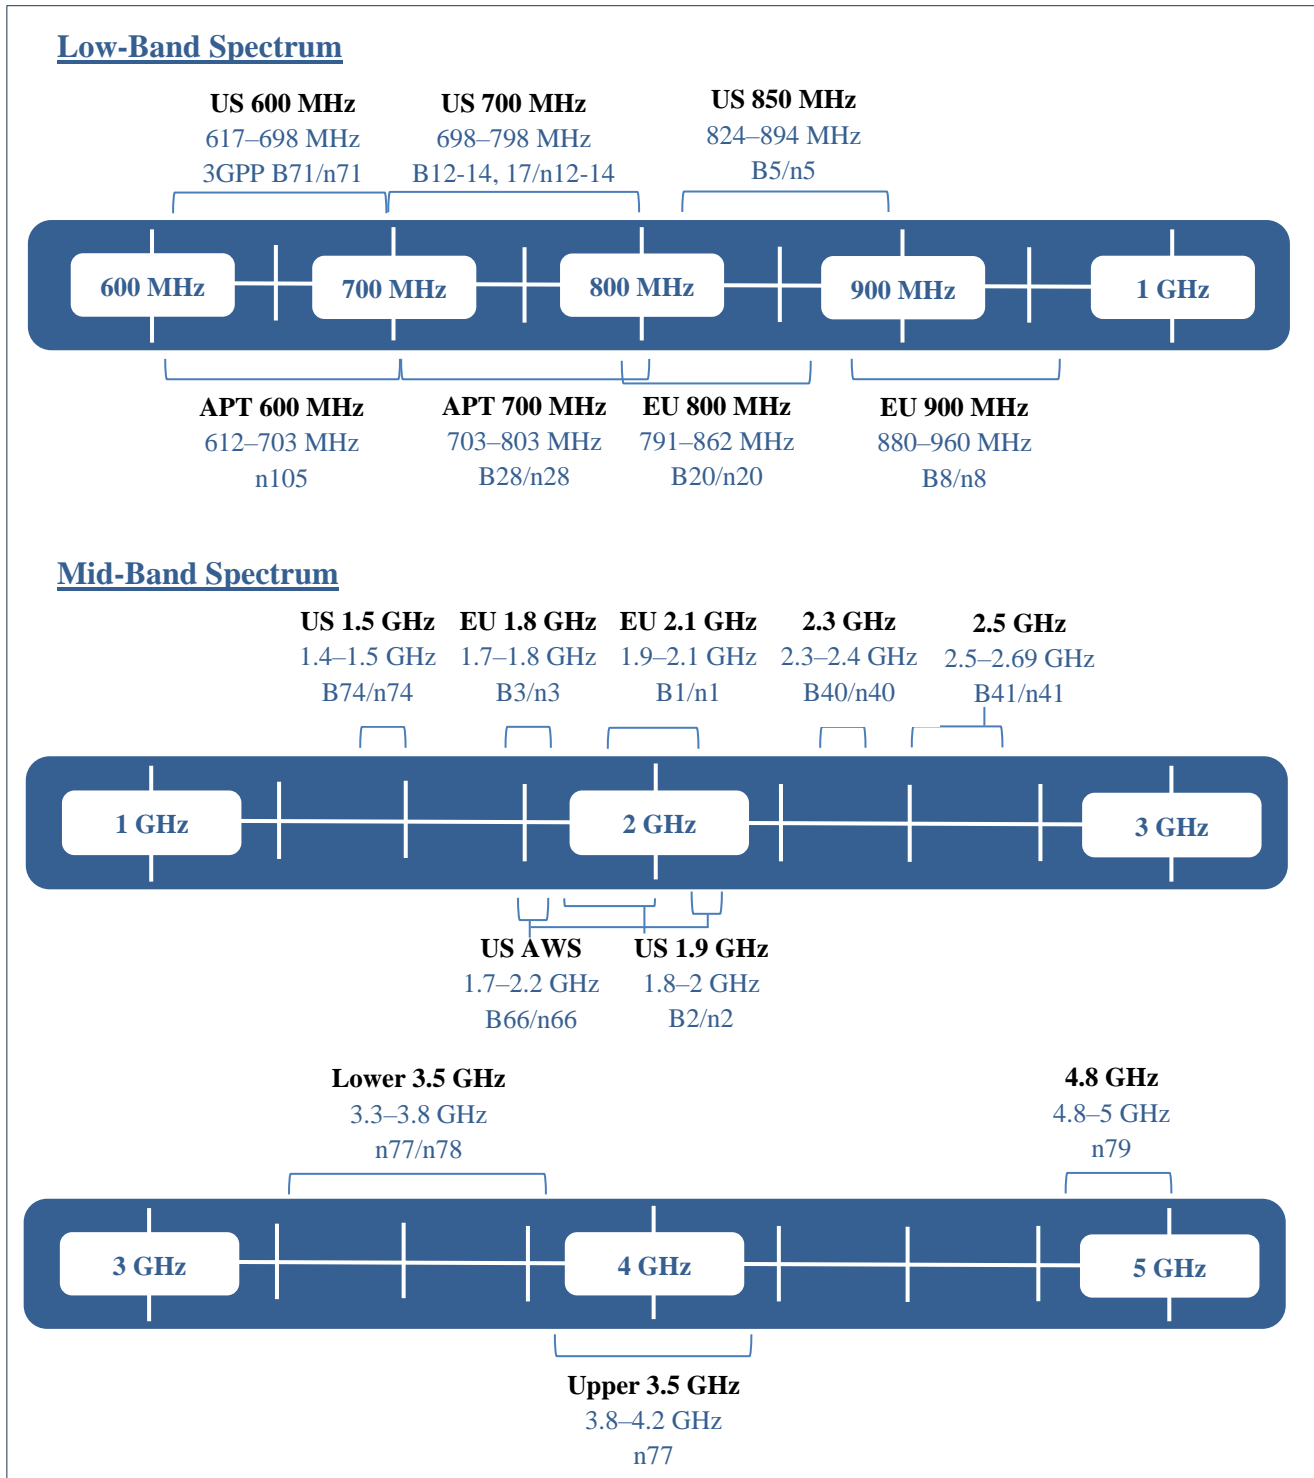 Low-Band Spectrum
US 600 MHz
617–698 MHz
3GPP B71/n71
US 700 MHz
698–798 MHz
B12-14, 17/n12-14
US 850 MHz
824–894 MHz
B5/n5
600 MHz
700 MHz
800 MHz
900 MHz
1 GHz
APT 600 MHz
612–703 MHz
n105
APT 700 MHz
703–803 MHz
B28/n28
EU 800 MHz
791–862 MHz
B20/n20
EU 900 MHz
880–960 MHz
B8/n8
Mid-Band Spectrum
US 1.5 GHz
1.4–1.5 GHz
B74/n74
EU 1.8 GHz
1.7–1.8 GHz
B3/n3
EU 2.1 GHz
1.9–2.1 GHz
B1/n1
2.3 GHz
2.3–2.4 GHz
B40/n40
2.5 GHz
2.5–2.69 GHz
B41/n41
1 GHz
2 GHz
3 GHz
US AWS
1.7–2.2 GHz
B66/n66
US 1.9 GHz
1.8–2 GHz
B2/n2
Lower 3.5 GHz
3.3–3.8 GHz
n77/n78
4.8 GHz
4.8–5 GHz
n79
3 GHz
4 GHz
5 GHz
Upper 3.5 GHz
3.8–4.2 GHz
n77